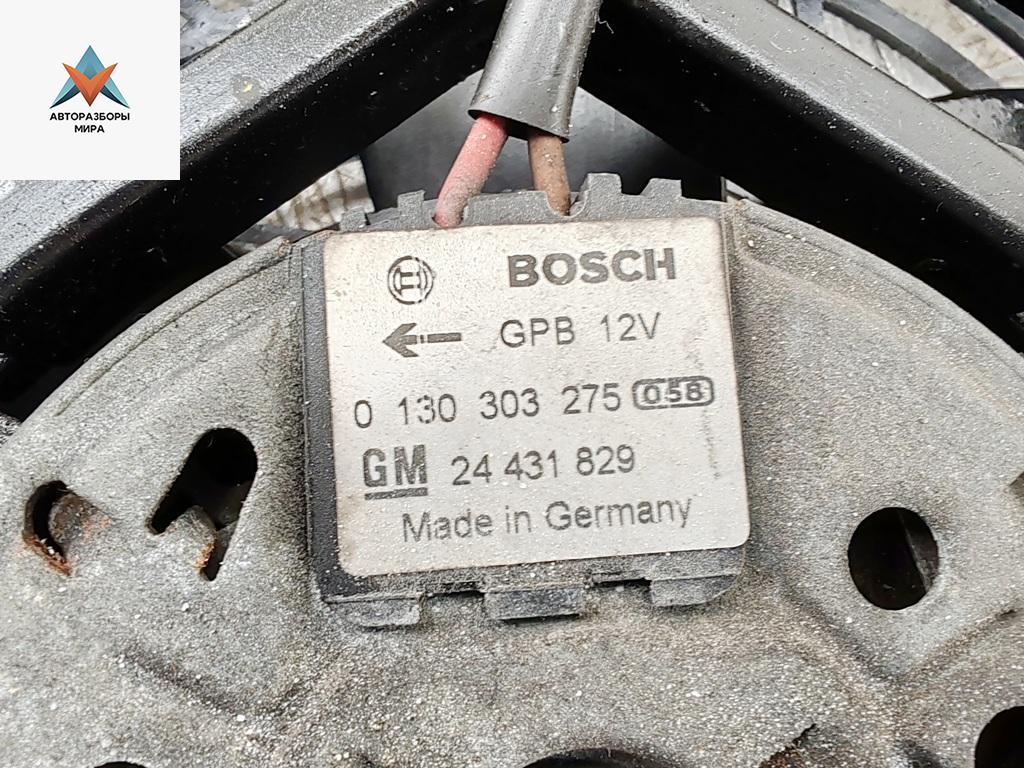 АВТОРАЗБОРЫ
МИРА
BOSCH
GPB 12V
0 130 303 275 058
GM 24 431 829
Made in Germany